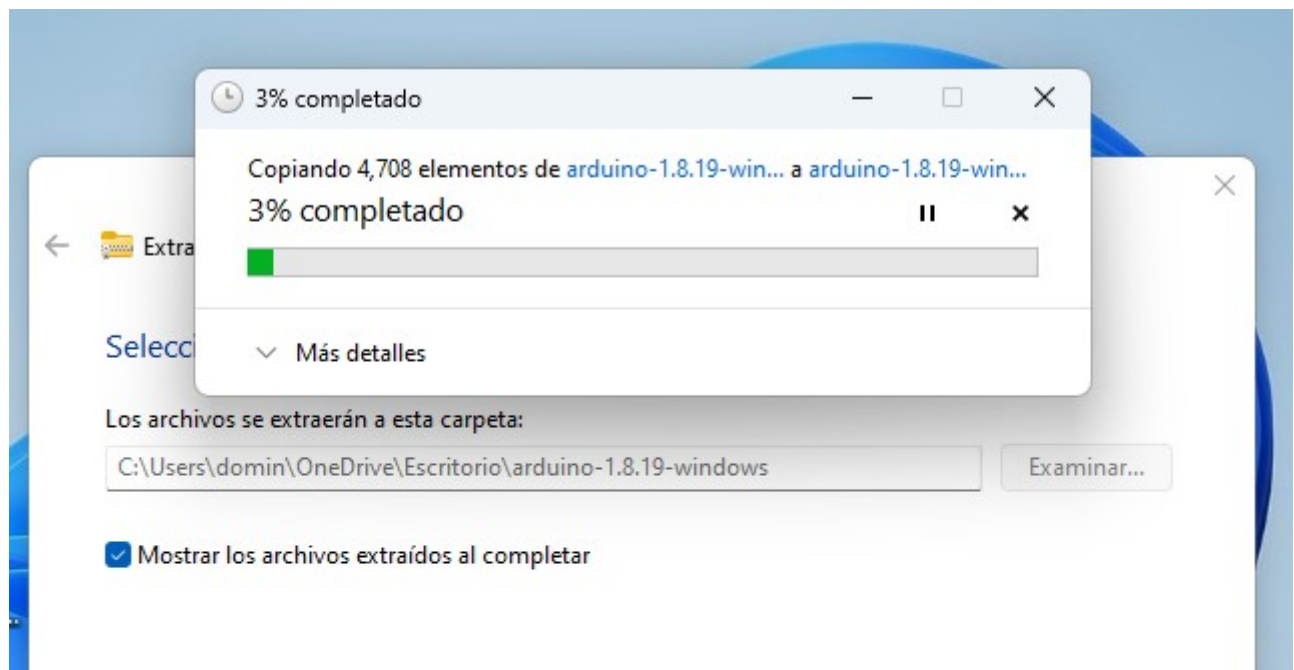 3% completado
Copiando 4,708 elementos de arduino-1.8.19-win... a arduino-1.8.19-win...
3% completado
Extra
Más detalles
Selecci
Los archivos se extraerán a esta carpeta:
C:\Users\domin\OneDrive\Escritorio\arduino-1.8.19-windows
Examinar...
Mostrar los archivos extraídos al completar